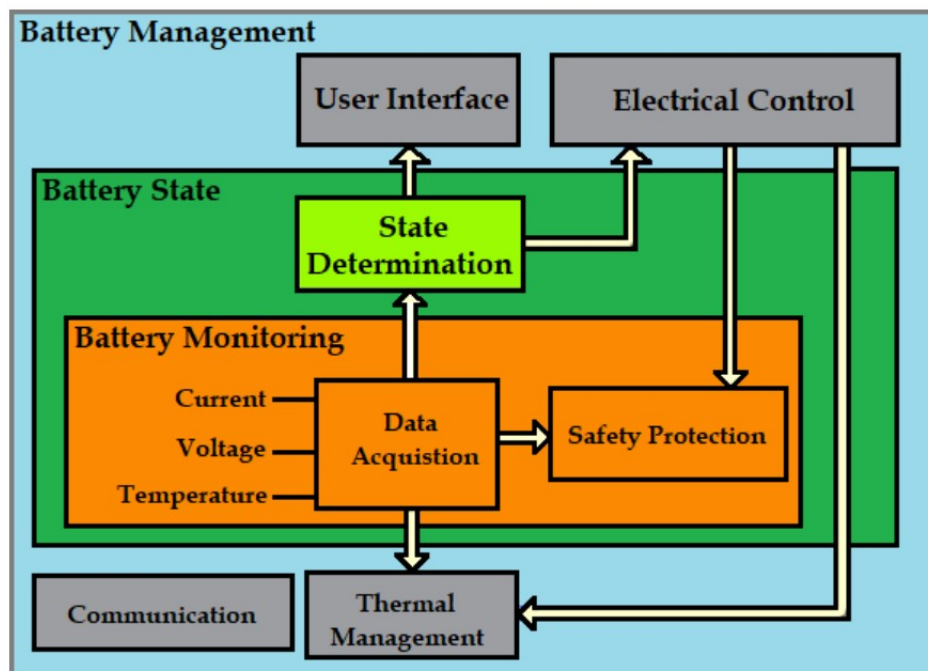 Battery Management
User Interface
Electrical Control
Battery State
State
Determination
Battery Monitoring
Current
Voltage
Temperature
Data
Acquistion
Safety Protection
Communication
Thermal
Management